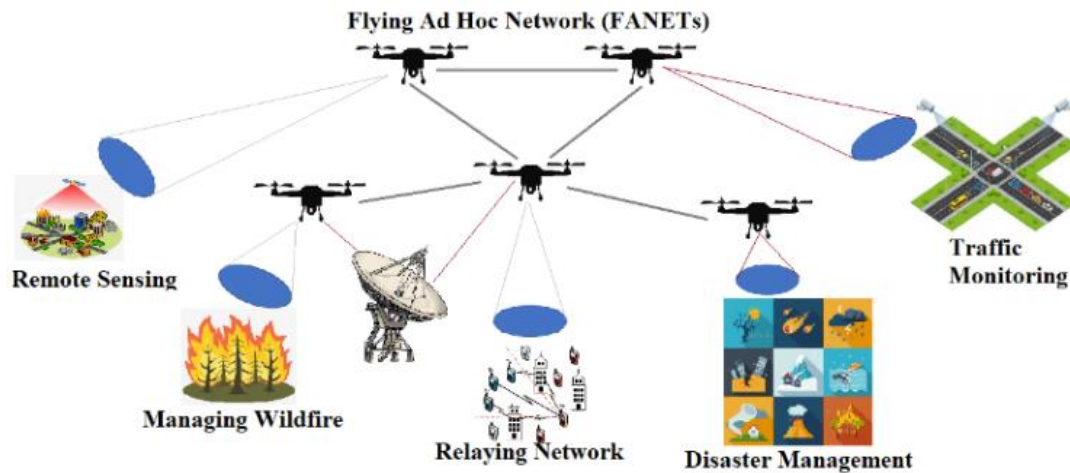 Flying Ad Hoc Network (FANETs)
Remote Sensing
Traffic
Monitoring
Managing Wildfire
Relaying Network
Disaster Management